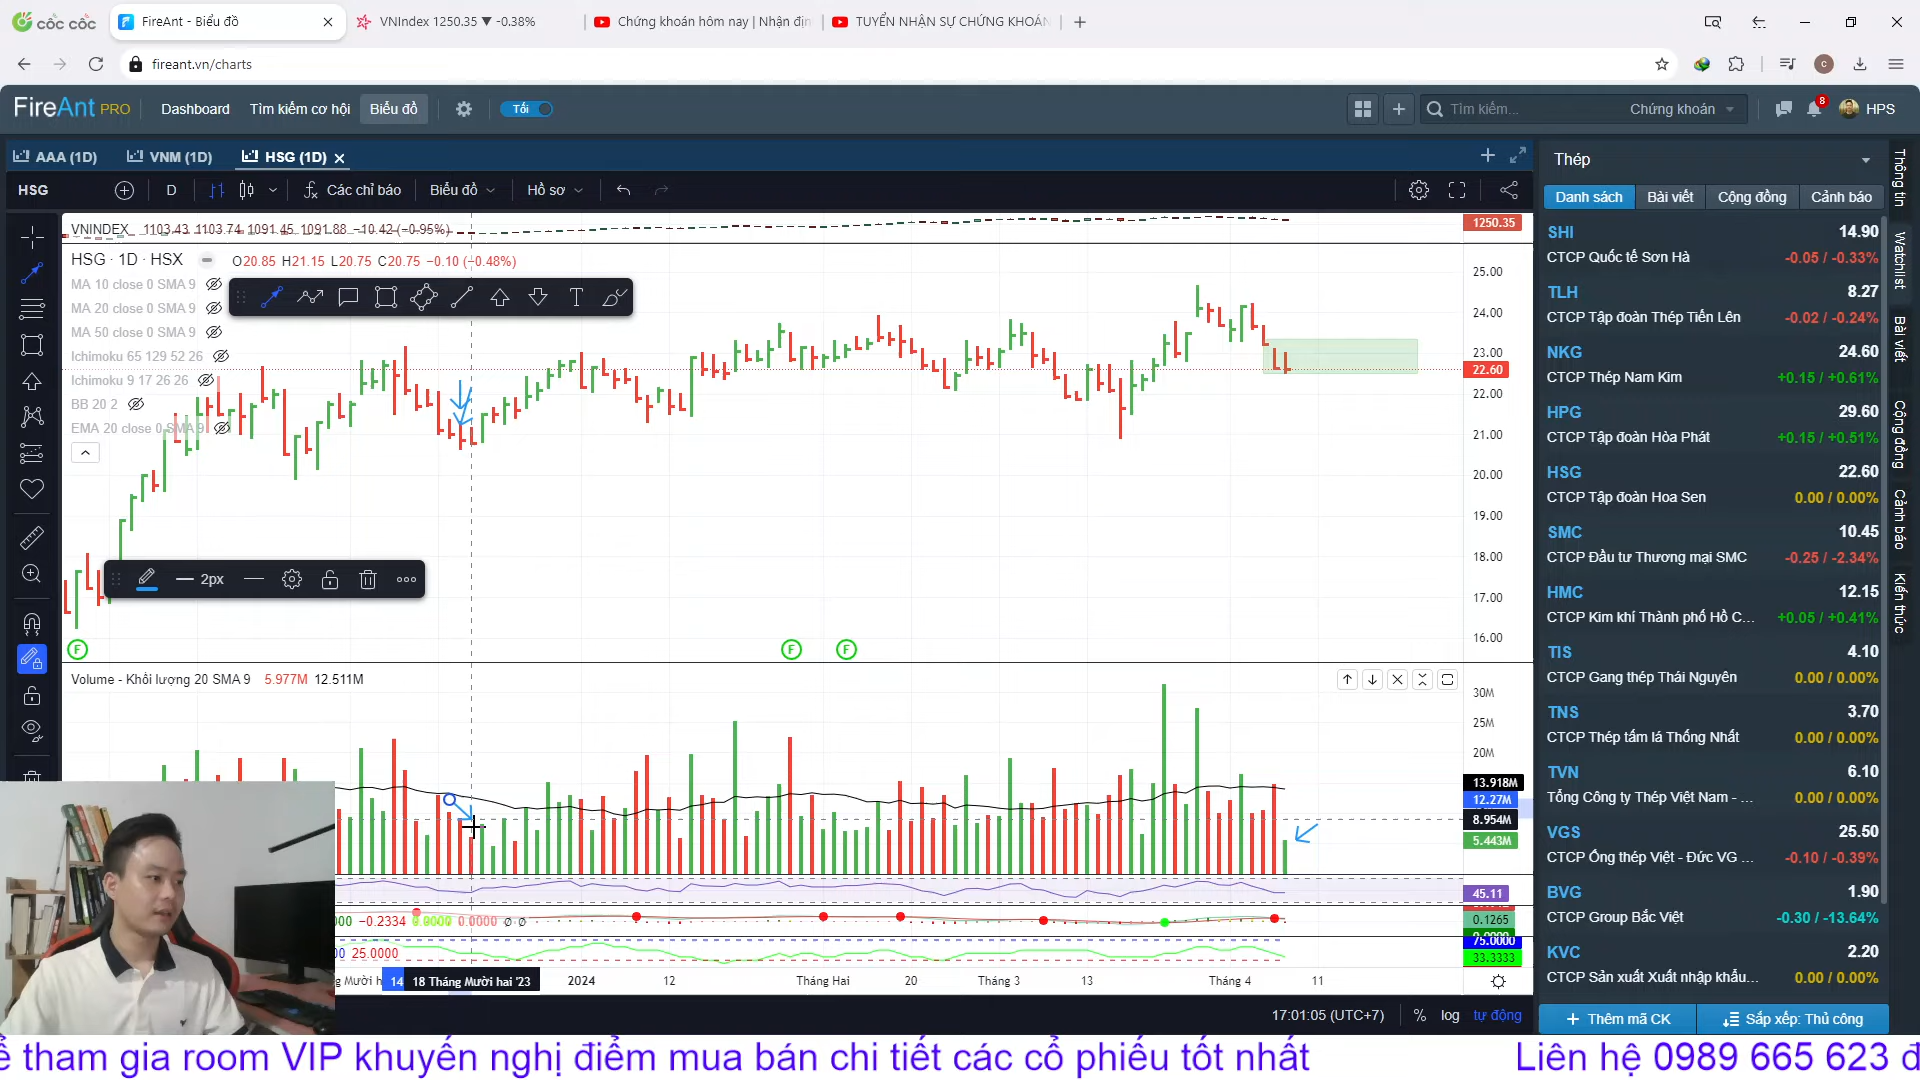 cốc cốc
FireAnt - Biểu đồ
VNIndex 1250.35 ▼ -0.38%
Chứng khoán hôm nay | Nhận địn
TUYỂN NHẬN SỰ CHỨNG KHOÁN
fireant.vn/charts
FireAnt PRO
Dashboard
Tìm kiếm cơ hội
Biểu đồ
Tối
Tìm kiếm...
Chứng khoán
8
HPS
AAA (1D)
VNM (1D)
HSG (1D)
HSG
D
Các chỉ báo
Biểu đồ
Hồ sơ
VNINDEX 1103.43 1103.74 1091.45 1091.88 −10.42 (−0.95%)
HSG · 1D · HSX
O20.85 H21.15 L20.75 C20.75 −0.10 (−0.48%)
MA 10 close 0 SMA 9
MA 20 close 0 SMA 9
MA 50 close 0 SMA 9
Ichimoku 65 129 52 26
Ichimoku 9 17 26 26
BB 20 2
EMA 20 close 0 SMA 9
T
2px
F
F
F
1250.35
25.00
24.00
23.00
22.60
22.00
21.00
20.00
19.00
18.00
17.00
16.00
Volume - Khối lượng 20 SMA 9 5.977M 12.511M
30M
25M
20M
13.918M
12.27M
8.954M
5.443M
45.11
000 −0.2334 0.0000 0.0000 ∅ ∅
0.1265
00 25.0000
75.0000
33.3333
14
18 Tháng Mười hai '23
2024
12
Tháng Hai
20
Tháng 3
13
Tháng 4
11
17:01:05 (UTC+7)
%
log
tự động
Thép
Danh sách
Bài viết
Cộng đồng
Cảnh báo
SHI 14.90
CTCP Quốc tế Sơn Hà -0.05 / -0.33%
TLH 8.27
CTCP Tập đoàn Thép Tiến Lên -0.02 / -0.24%
NKG 24.60
CTCP Thép Nam Kim +0.15 / +0.61%
HPG 29.60
CTCP Tập đoàn Hòa Phát +0.15 / +0.51%
HSG 22.60
CTCP Tập đoàn Hoa Sen 0.00 / 0.00%
SMC 10.45
CTCP Đầu tư Thương mại SMC -0.25 / -2.34%
HMC 12.15
CTCP Kim khí Thành phố Hồ C... +0.05 / +0.41%
TIS 4.10
CTCP Gang thép Thái Nguyên 0.00 / 0.00%
TNS 3.70
CTCP Thép tấm lá Thống Nhất 0.00 / 0.00%
TVN 6.10
Tổng Công ty Thép Việt Nam - ... 0.00 / 0.00%
VGS 25.50
CTCP Ống thép Việt - Đức VG ... -0.10 / -0.39%
BVG 1.90
CTCP Group Bắc Việt -0.30 / -13.64%
KVC 2.20
CTCP Sản xuất Xuất nhập khẩu... 0.00 / 0.00%
Thêm mã CK
Sắp xếp: Thủ công
Thông tin
Watchlist
Bài viết
Cộng đồng
Cảnh báo
Kiến thức
ể tham gia room VIP khuyến nghị điểm mua bán chi tiết các cổ phiếu tốt nhất
Liên hệ 0989 665 623 đ